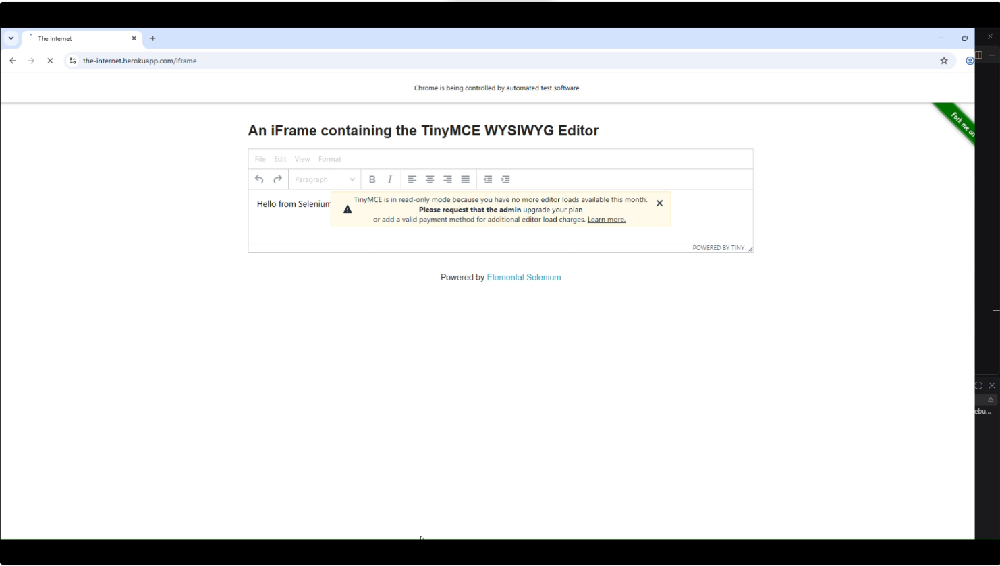 The Internet
the-internet.herokuapp.com/iframe
Chrome is being controlled by automated test software
Fork me on
An iFrame containing the TinyMCE WYSIWYG Editor
File Edit View Format
Paragraph B I
Hello from Selenium
TinyMCE is in read-only mode because you have no more editor loads available this month.
Please request that the admin upgrade your plan
or add a valid payment method for additional editor load charges. Learn more.
POWERED BY TINY
Powered by Elemental Selenium
ebu...